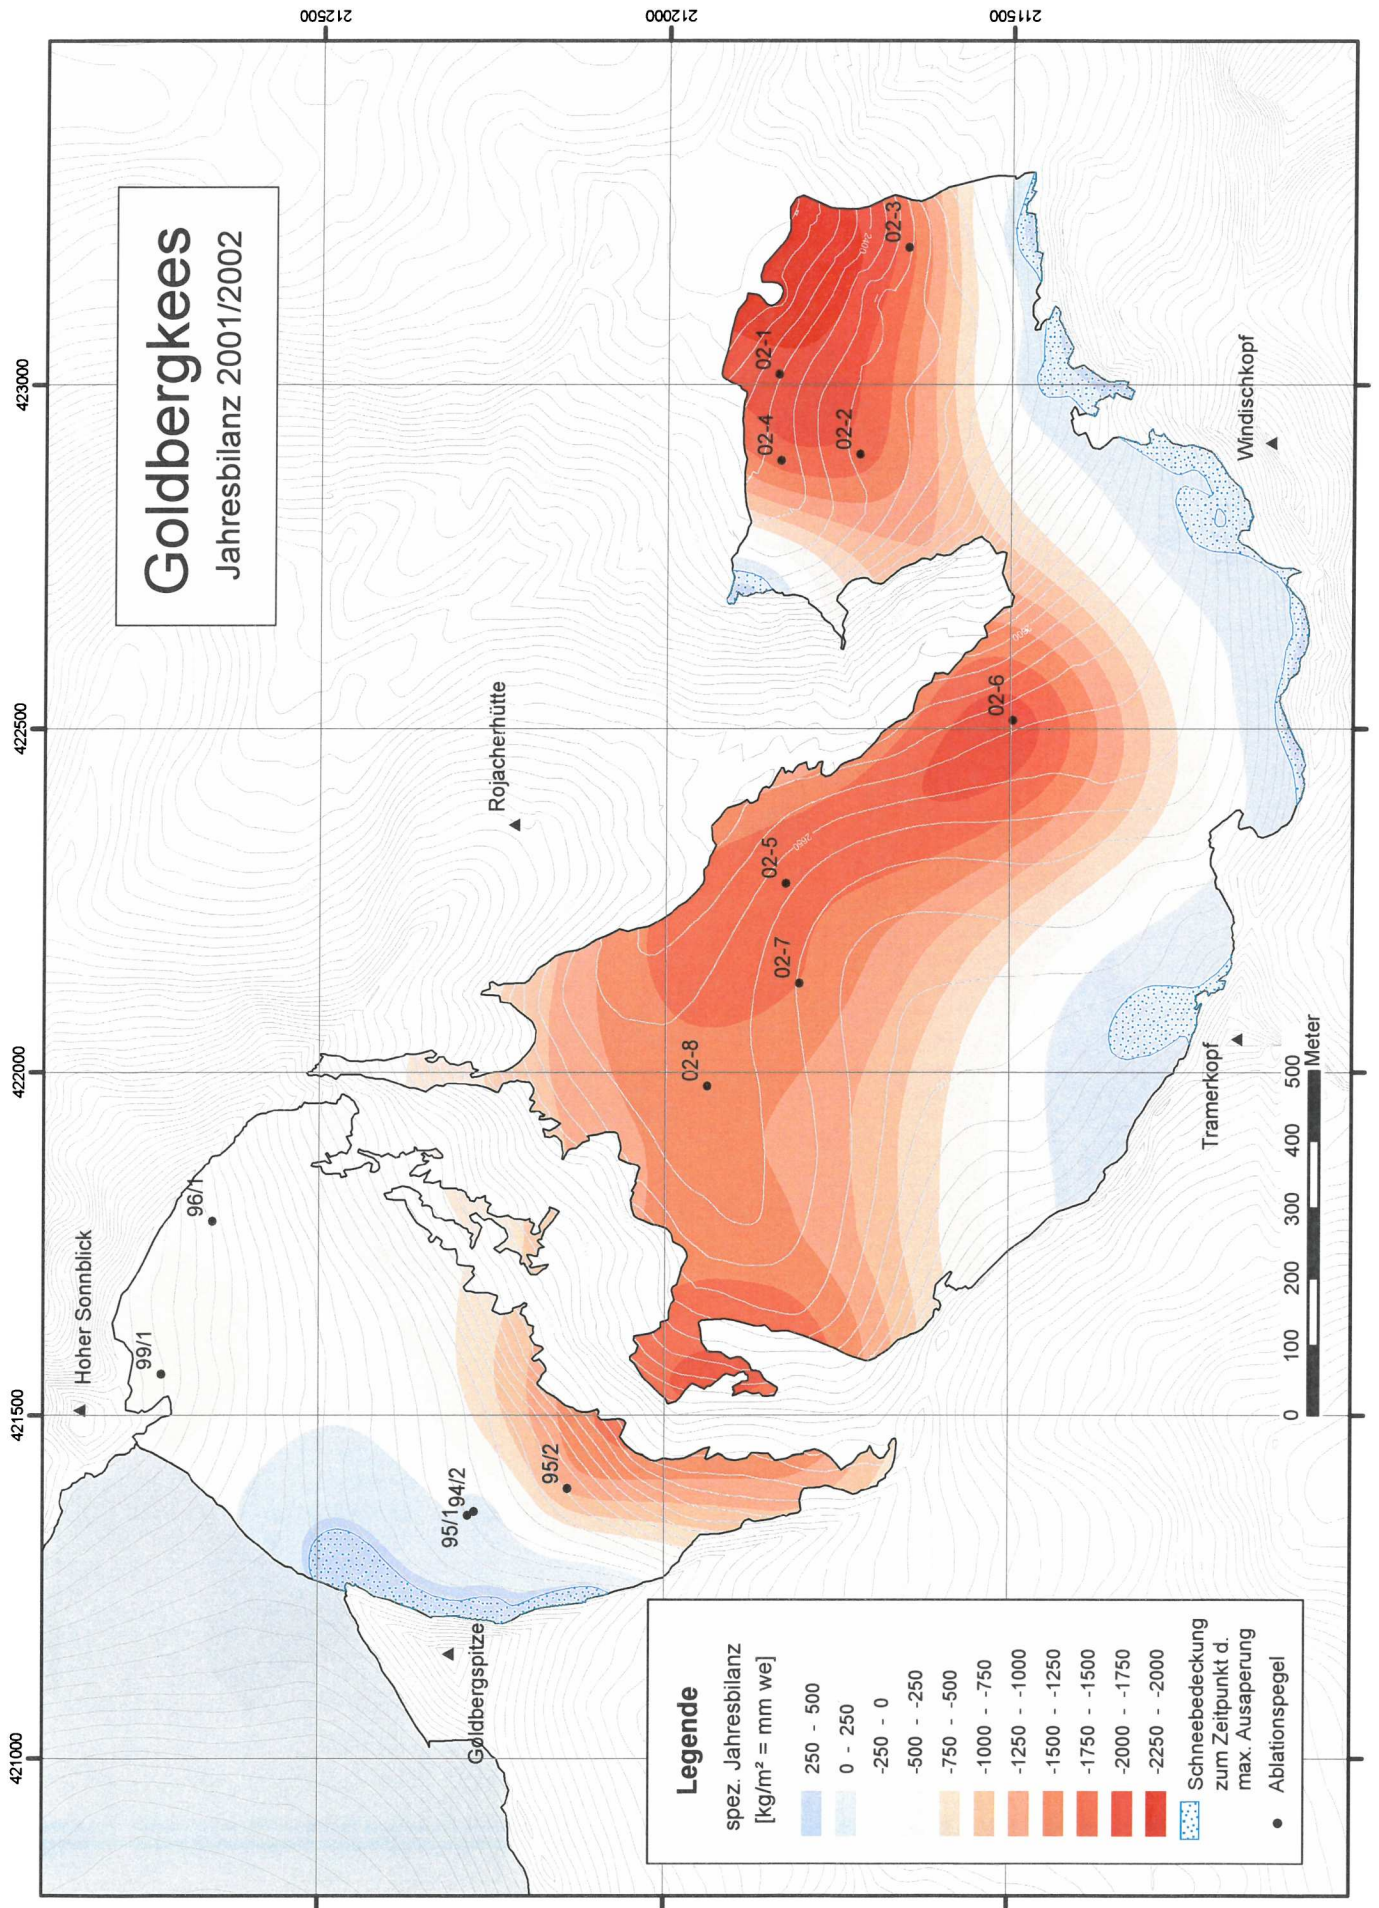 Goldbergkees
Jahresbilanz 2001/2002
421000
421500
422000
422500
423000
212500
212000
211500
Hoher Sonnblick
99/1
96/1
Rojacherhütte
95/1
94/2
95/2
Goldbergspitze
02-8
02-7
02-5
02-6
02-4
02-1
02-2
02-3
2400
2600
2650
Windischkopf
Tramerkopf
0 100 200 300 400 500
Meter
Legende
spez. Jahresbilanz
[kg/m² = mm we]
250 - 500
0 - 250
-250 - 0
-500 - -250
-750 - -500
-1000 - -750
-1250 - -1000
-1500 - -1250
-1750 - -1500
-2000 - -1750
-2250 - -2000
Schneebedeckung
zum Zeitpunkt d.
max. Ausaperung
Ablationspegel